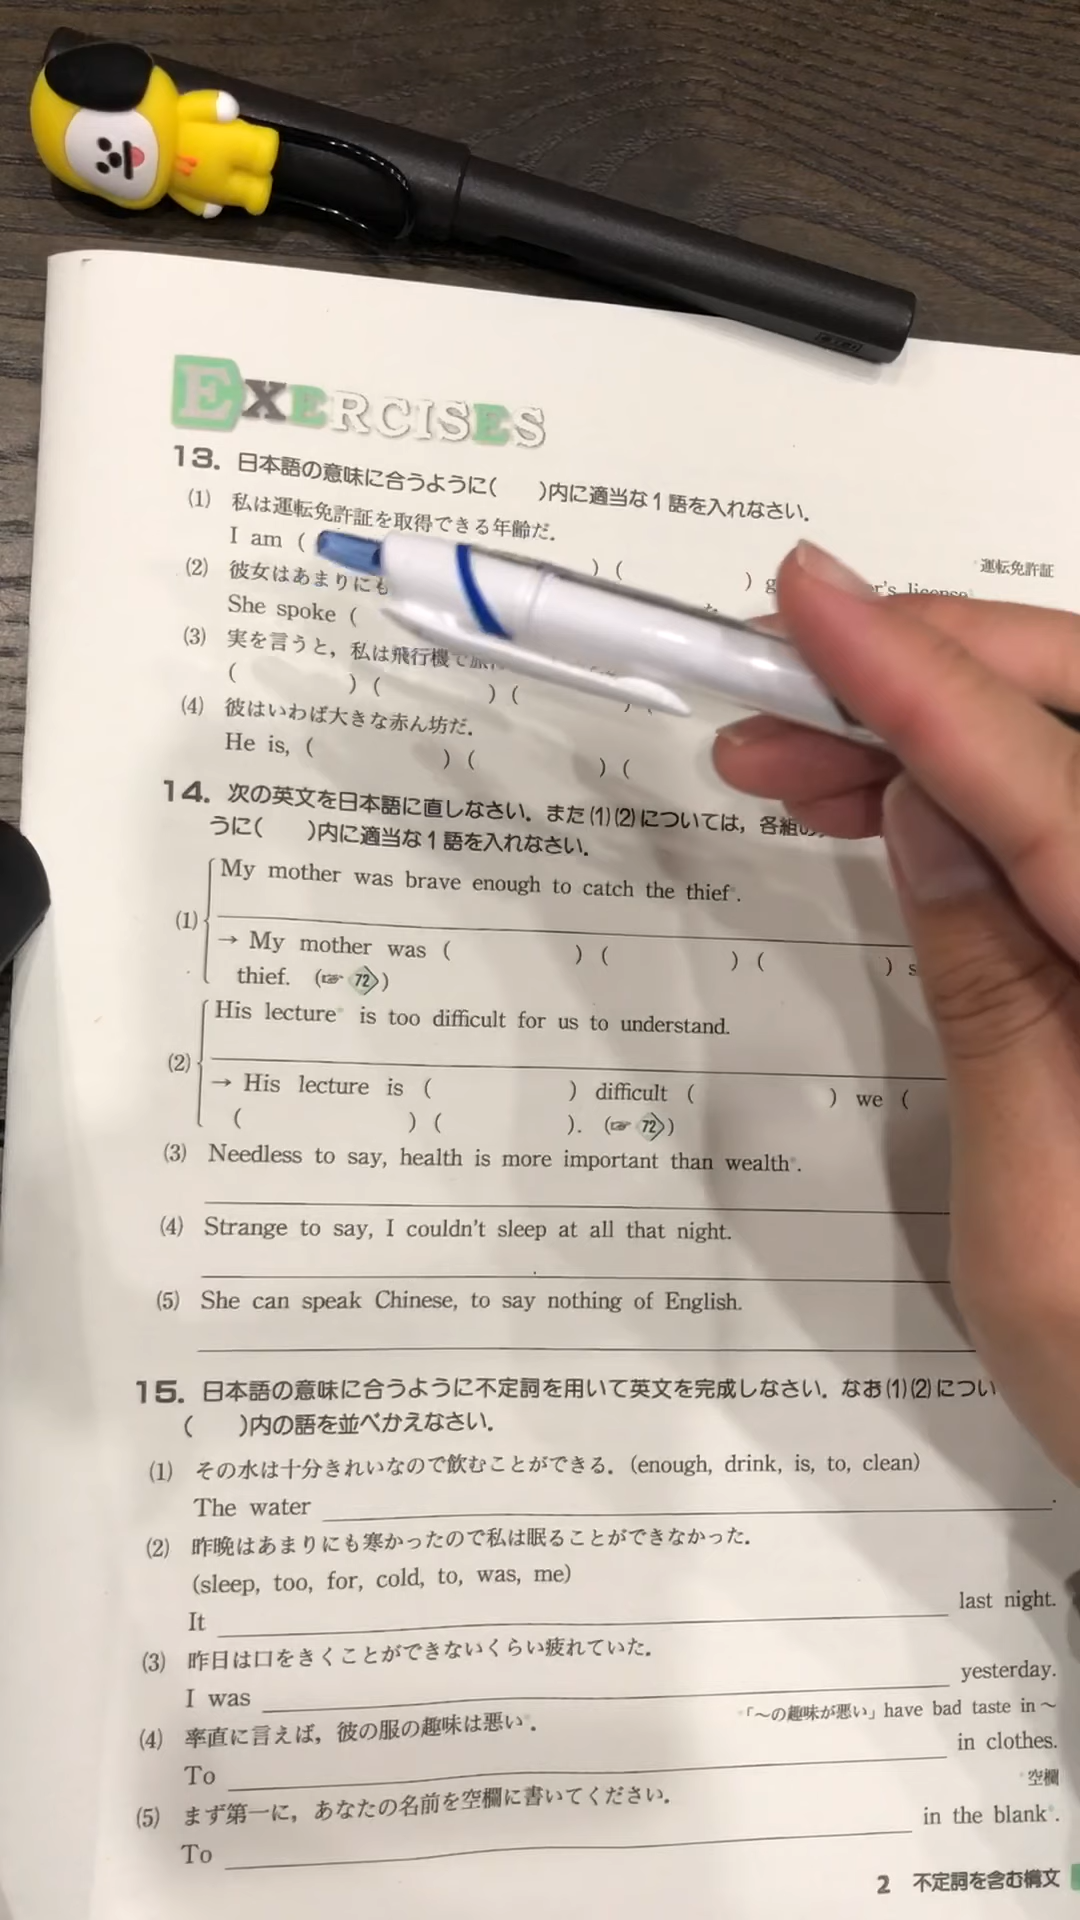 EXERCISES
13. 日本語の意味に合うように(　　)内に適当な1語を入れなさい.
(1) 私は運転免許証を取得できる年齢だ.
運転免許証
I am (　　) (　　) license
(2) 彼女はあまりにも
She spoke (
(3) 実を言うと, 私は飛行機で
(　　) (　　) (
(4) 彼はいわば大きな赤ん坊だ.
He is, (　　) (　　) (
14. 次の英文を日本語に直しなさい. また(1)(2)については, 各組の
うに(　　)内に適当な1語を入れなさい.
(1) My mother was brave enough to catch the thief*.
→ My mother was (　　) (　　) (　　) s
thief. (☞ 72)
(2) His lecture* is too difficult for us to understand.
→ His lecture is (　　) difficult (　　) we (
(　　) (　　). (☞ 72)
(3) Needless to say, health is more important than wealth*.
(4) Strange to say, I couldn't sleep at all that night.
(5) She can speak Chinese, to say nothing of English.
15. 日本語の意味に合うように不定詞を用いて英文を完成しなさい. なお(1)(2)につい
(　　)内の語を並べかえなさい.
(1) その水は十分きれいなので飲むことができる. (enough, drink, is, to, clean)
The water .
(2) 昨晩はあまりにも寒かったので私は眠ることができなかった.
(sleep, too, for, cold, to, was, me)
It last night.
(3) 昨日は口をきくことができないくらい疲れていた.
I was yesterday.
(4) 率直に言えば, 彼の服の趣味は悪い*.
*「〜の趣味が悪い」have bad taste in 〜
To in clothes.
(5) まず第一に, あなたの名前を空欄に書いてください.
*空欄
To in the blank*.
2 不定詞を含む構文